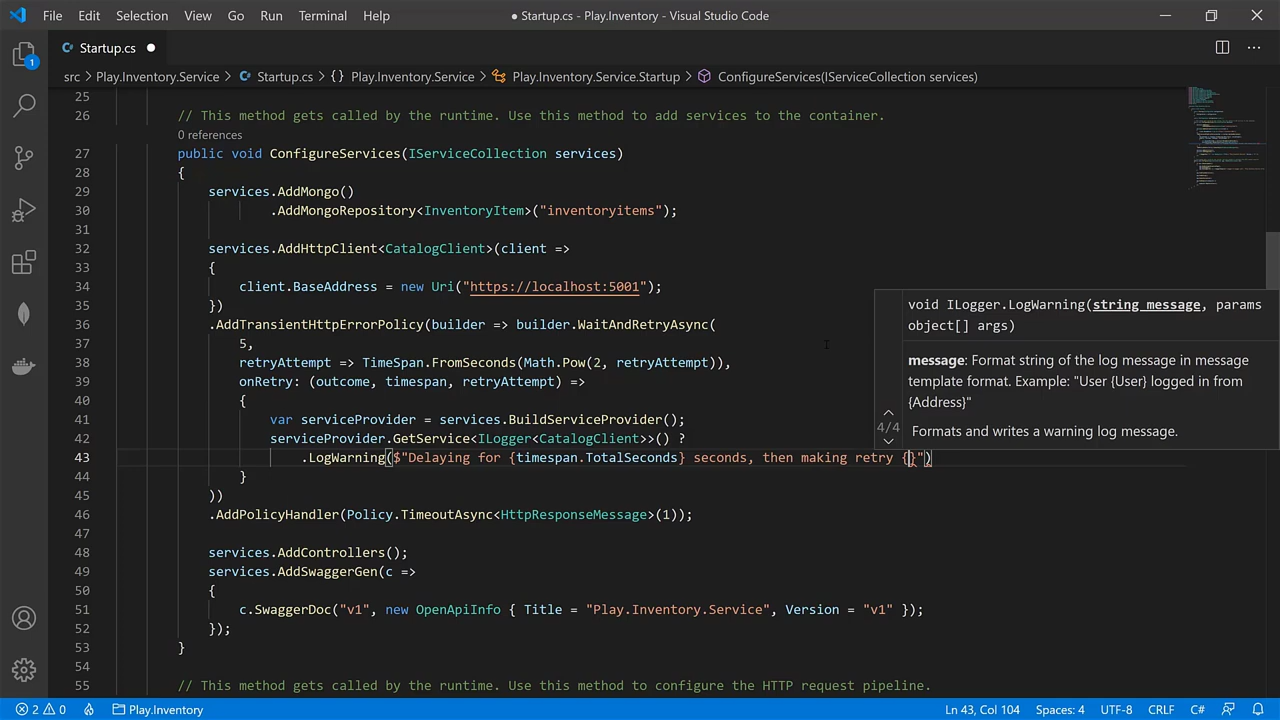 File Edit Selection View Go Run Terminal Help
● Startup.cs - Play.Inventory - Visual Studio Code
1
Startup.cs ●
src > Play.Inventory.Service > Startup.cs > {} Play.Inventory.Service > Play.Inventory.Service.Startup > ConfigureServices(IServiceCollection services)
25
26 // This method gets called by the runtime. Use this method to add services to the container.
0 references
27 public void ConfigureServices(IServiceCollection services)
28 {
29 services.AddMongo()
30 .AddMongoRepository<InventoryItem>("inventoryitems");
31
32 services.AddHttpClient<CatalogClient>(client =>
33 {
34 client.BaseAddress = new Uri("https://localhost:5001");
35 })
36 .AddTransientHttpErrorPolicy(builder => builder.WaitAndRetryAsync(
37 5,
38 retryAttempt => TimeSpan.FromSeconds(Math.Pow(2, retryAttempt)),
39 onRetry: (outcome, timespan, retryAttempt) =>
40 {
41 var serviceProvider = services.BuildServiceProvider();
42 serviceProvider.GetService<ILogger<CatalogClient>>() ?
43 .LogWarning($"Delaying for {timespan.TotalSeconds} seconds, then making retry {}")
44 }
45 ))
46 .AddPolicyHandler(Policy.TimeoutAsync<HttpResponseMessage>(1));
47
48 services.AddControllers();
49 services.AddSwaggerGen(c =>
50 {
51 c.SwaggerDoc("v1", new OpenApiInfo { Title = "Play.Inventory.Service", Version = "v1" });
52 });
53 }
54
55 // This method gets called by the runtime. Use this method to configure the HTTP request pipeline.
void ILogger.LogWarning(string message, params
object[] args)
message: Format string of the log message in message
template format. Example: "User {User} logged in from
{Address}"
4/4
Formats and writes a warning log message.
2 0 Play.Inventory
Ln 43, Col 104 Spaces: 4 UTF-8 CRLF C#